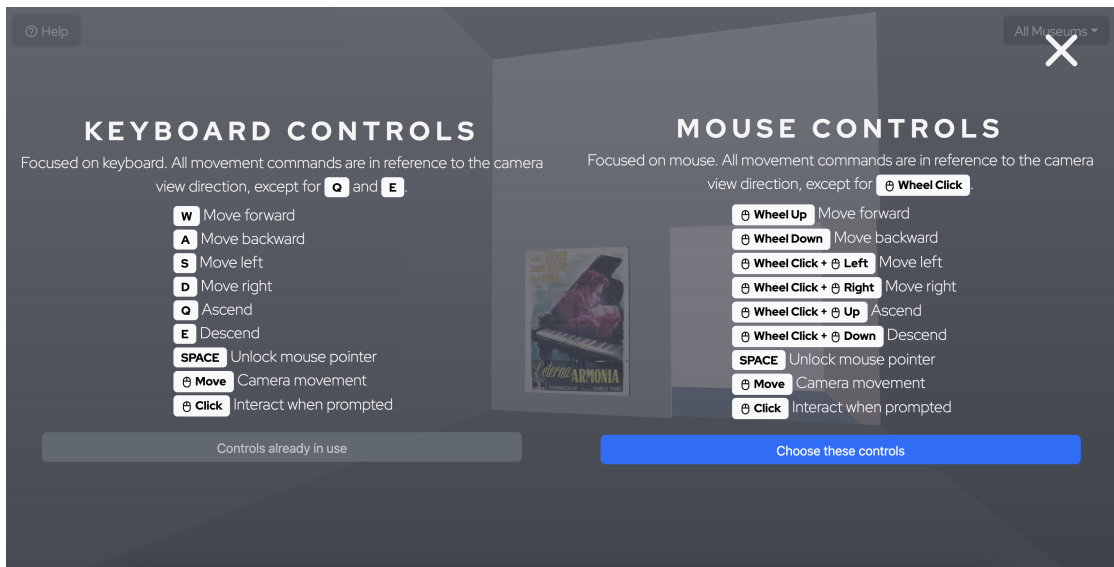 Help
All Museums
KEYBOARD CONTROLS
Focused on keyboard. All movement commands are in reference to the camera
view direction, except for Q and E.
W Move forward
A Move backward
S Move left
D Move right
Q Ascend
E Descend
SPACE Unlock mouse pointer
Move Camera movement
Click Interact when prompted
Controls already in use
MOUSE CONTROLS
Focused on mouse. All movement commands are in reference to the camera
view direction, except for Wheel Click.
Wheel Up Move forward
Wheel Down Move backward
Wheel Click + Left Move left
Wheel Click + Right Move right
Wheel Click + Up Ascend
Wheel Click + Down Descend
SPACE Unlock mouse pointer
Move Camera movement
Click Interact when prompted
Choose these controls
L'eterna ARMONIA